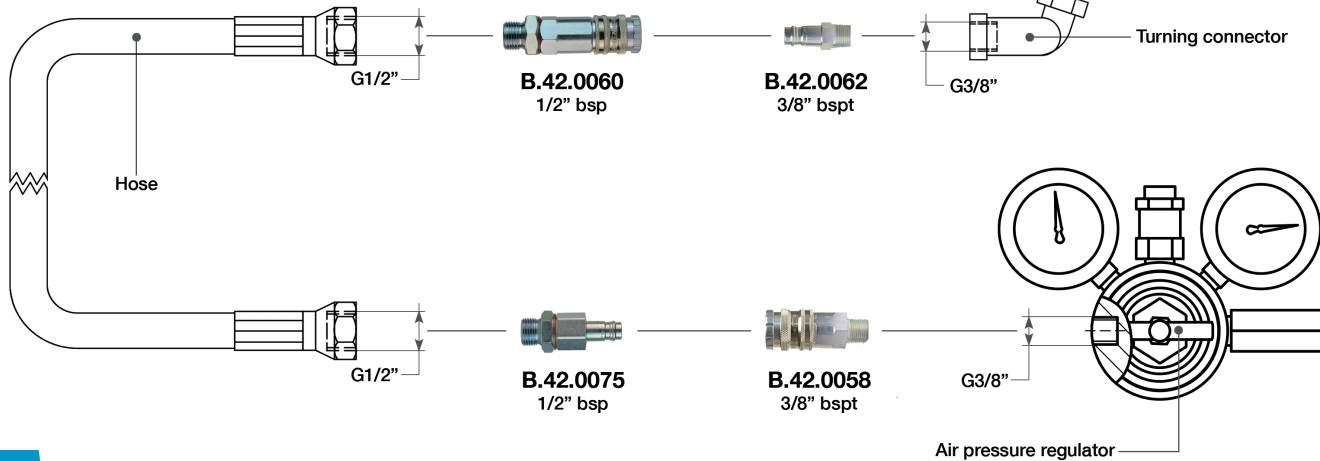 Turning connector
G1/2”
B.42.0060
1/2” bsp
B.42.0062
3/8” bspt
G3/8”
Hose
G1/2”
B.42.0075
1/2” bsp
B.42.0058
3/8” bspt
G3/8”
Air pressure regulator